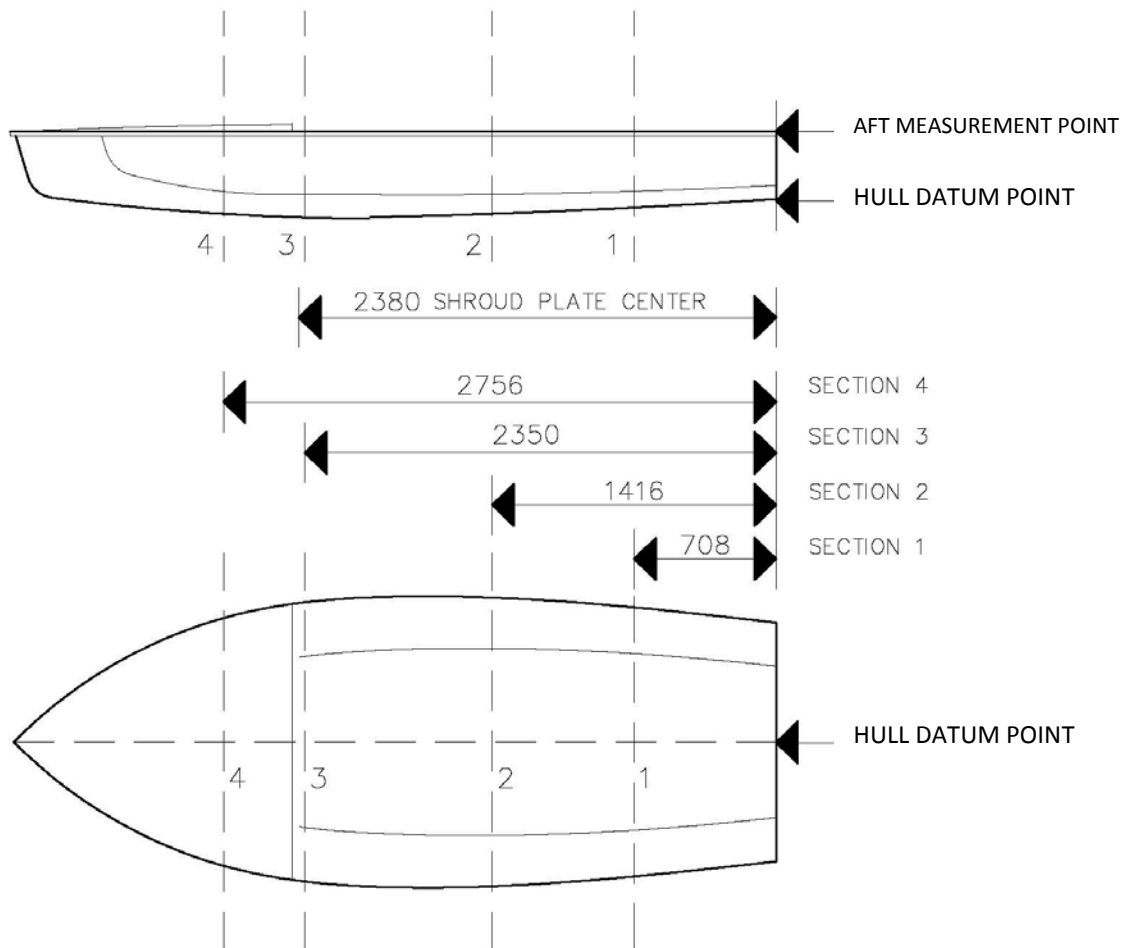 AFT MEASUREMENT POINT
HULL DATUM POINT
4 3 2 1
2380 SHROUD PLATE CENTER
2756 SECTION 4
2350 SECTION 3
1416 SECTION 2
708 SECTION 1
HULL DATUM POINT
4 3 2 1